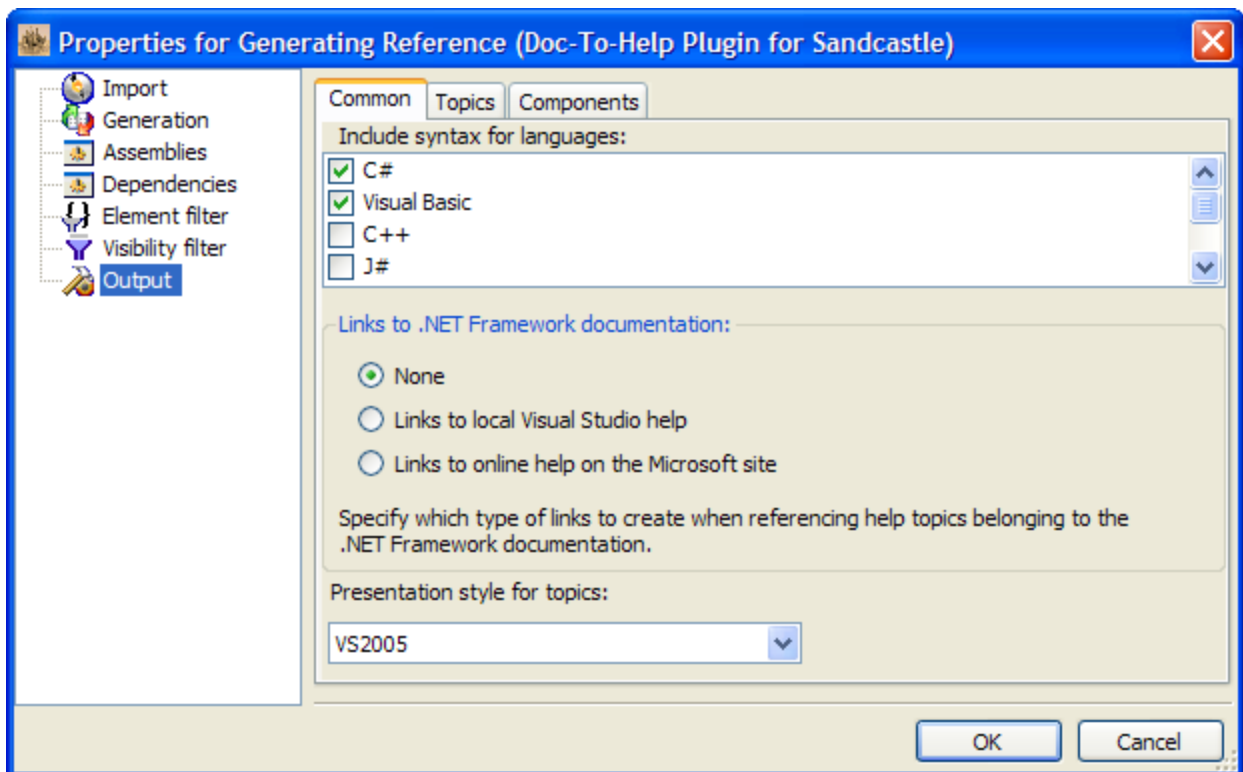 Properties for Generating Reference (Doc-To-Help Plugin for Sandcastle)
Import
Generation
Assemblies
Dependencies
Element filter
Visibility filter
Output
Common
Topics
Components
Include syntax for languages:
C#
Visual Basic
C++
J#
Links to .NET Framework documentation:
None
Links to local Visual Studio help
Links to online help on the Microsoft site
Specify which type of links to create when referencing help topics belonging to the
.NET Framework documentation.
Presentation style for topics:
VS2005
OK
Cancel